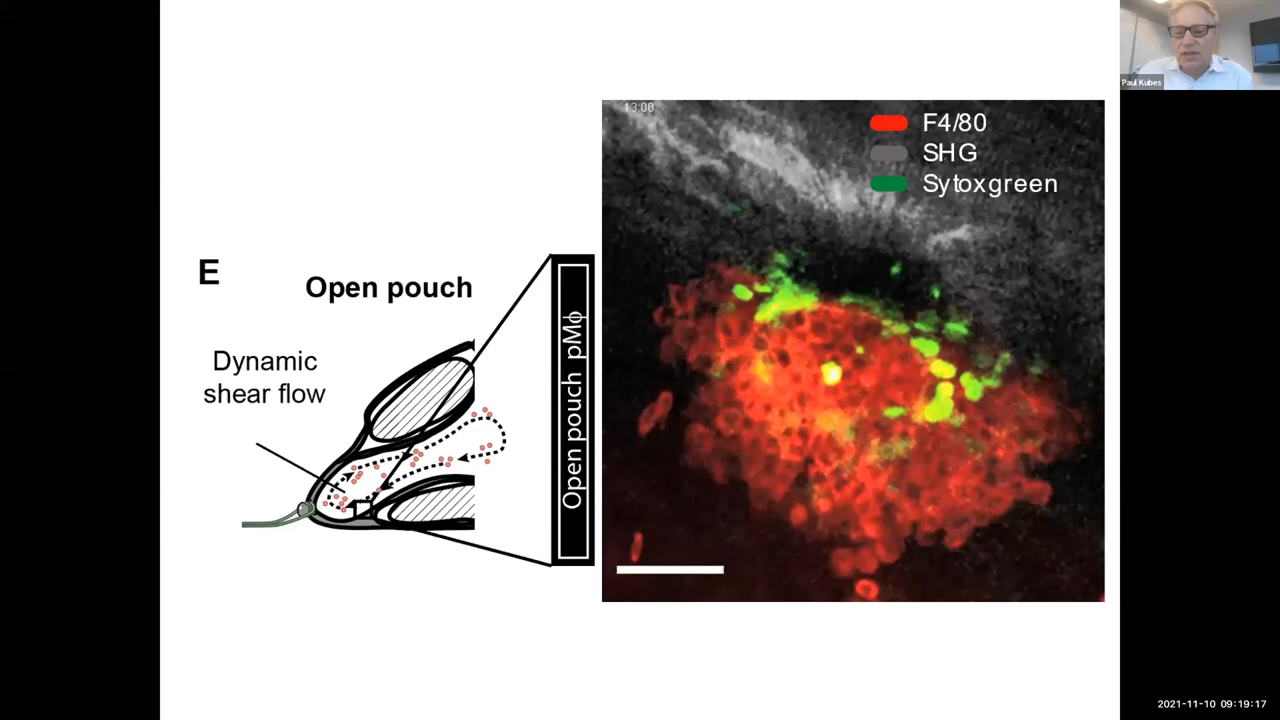 Paul Kubes
13:00
F4/80
SHG
Sytoxgreen
E
Open pouch
Dynamic
shear flow
Open pouch pMϕ
2021-11-10 09:19:17